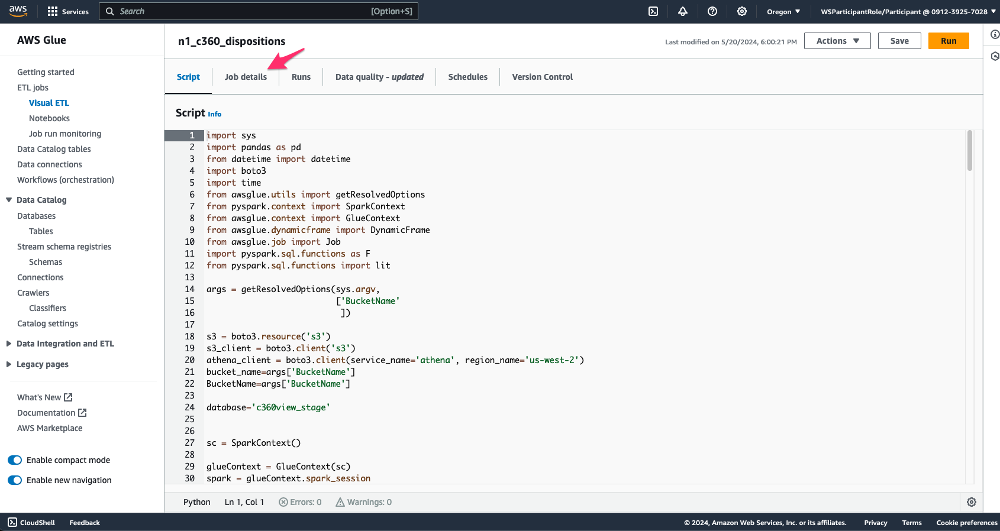 aws
Services
Search
[Option+S]
Oregon
WSParticipantRole/Participant @ 0912-3925-7028
AWS Glue
Getting started
ETL jobs
Visual ETL
Notebooks
Job run monitoring
Data Catalog tables
Data connections
Workflows (orchestration)
Data Catalog
Databases
Tables
Stream schema registries
Schemas
Connections
Crawlers
Classifiers
Catalog settings
Data Integration and ETL
Legacy pages
What's New
Documentation
AWS Marketplace
Enable compact mode
Enable new navigation
n1_c360_dispositions
Last modified on 5/20/2024, 6:00:21 PM
Actions
Save
Run
Script
Job details
Runs
Data quality - updated
Schedules
Version Control
Script Info
1 import sys
2 import pandas as pd
3 from datetime import datetime
4 import boto3
5 import time
6 from awsglue.utils import getResolvedOptions
7 from pyspark.context import SparkContext
8 from awsglue.context import GlueContext
9 from awsglue.dynamicframe import DynamicFrame
10 from awsglue.job import Job
11 import pyspark.sql.functions as F
12 from pyspark.sql.functions import lit
13
14 args = getResolvedOptions(sys.argv,
15 ['BucketName'
16 ])
17
18 s3 = boto3.resource('s3')
19 s3_client = boto3.client('s3')
20 athena_client = boto3.client(service_name='athena', region_name='us-west-2')
21 bucket_name=args['BucketName']
22 BucketName=args['BucketName']
23
24 database='c360view_stage'
25
26
27 sc = SparkContext()
28
29 glueContext = GlueContext(sc)
30 spark = glueContext.spark_session
Python
Ln 1, Col 1
Errors: 0
Warnings: 0
CloudShell
Feedback
© 2024, Amazon Web Services, Inc. or its affiliates.
Privacy
Terms
Cookie preferences